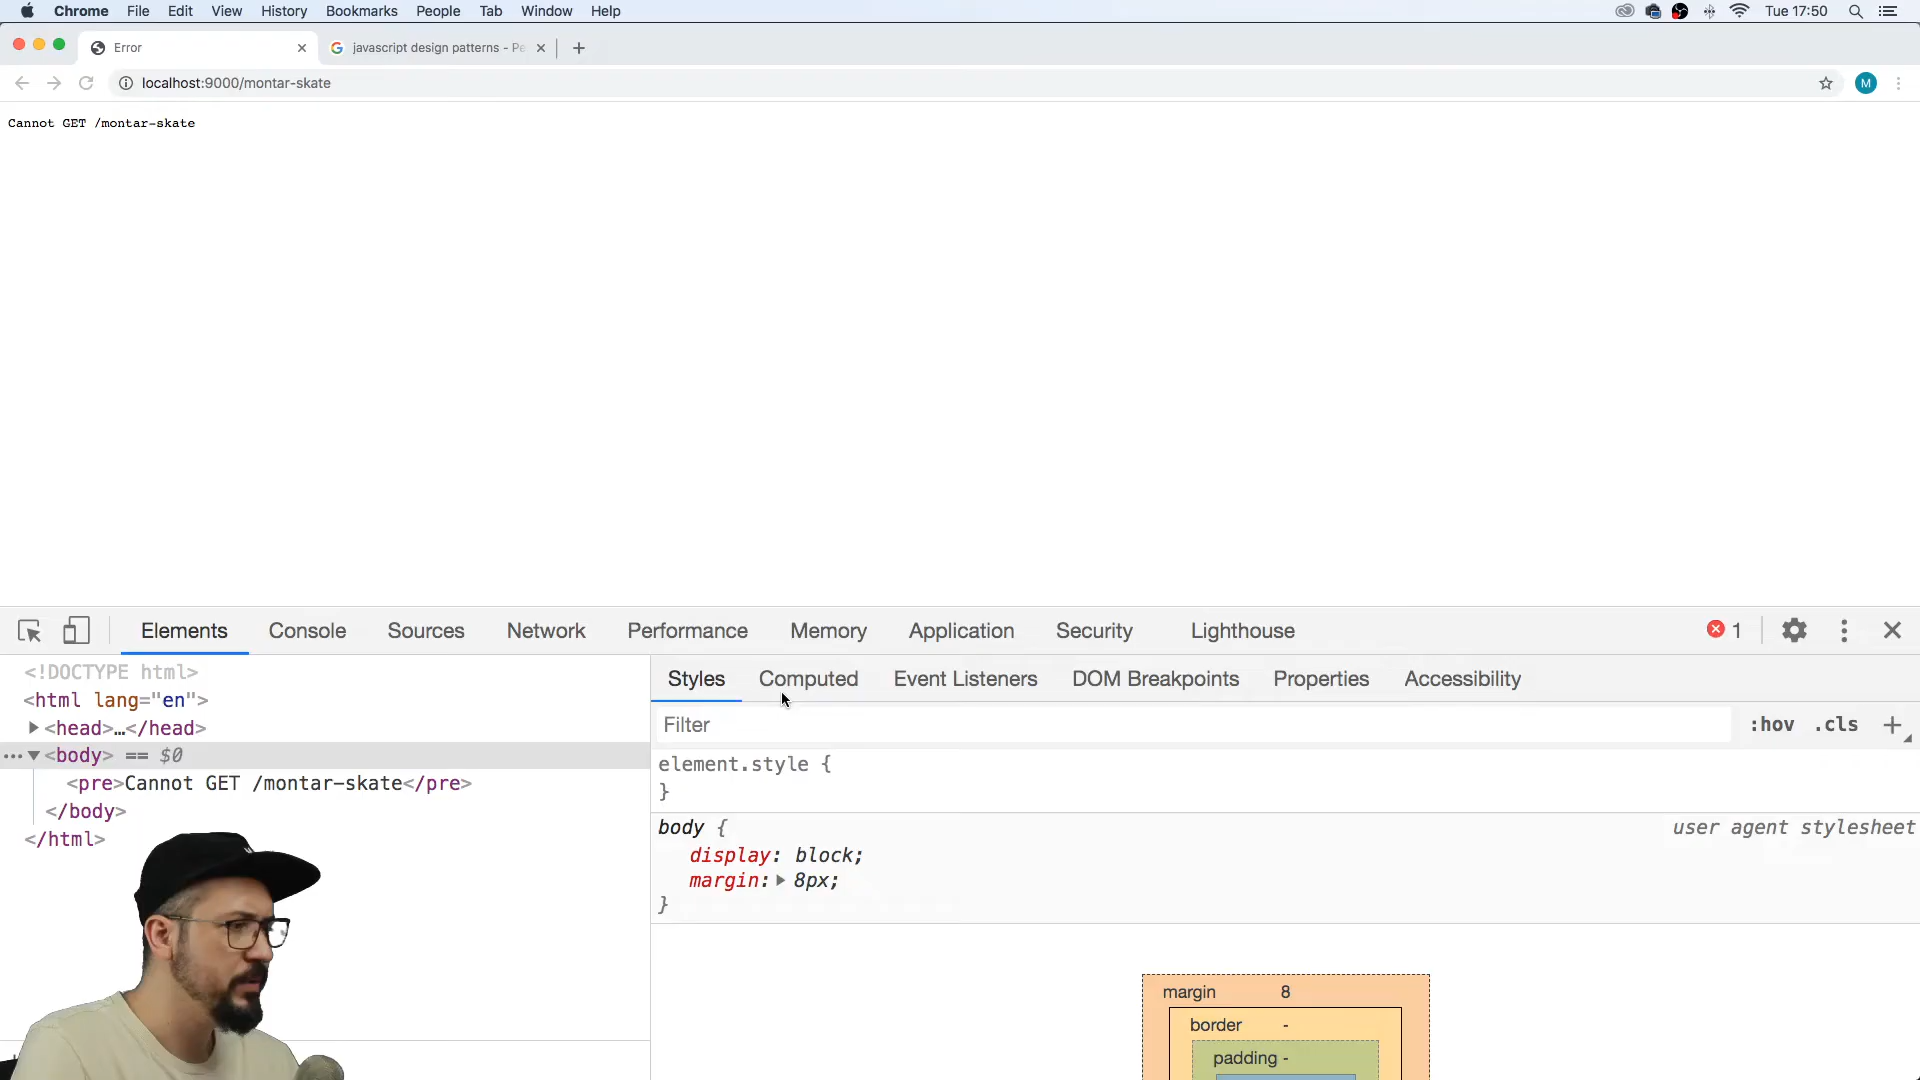 Chrome File Edit View History Bookmarks People Tab Window Help Tue 17:50
Error javascript design patterns - Pe
localhost:9000/montar-skate M
Cannot GET /montar-skate
Elements Console Sources Network Performance Memory Application Security Lighthouse 1
<!DOCTYPE html>
<html lang="en">
<head>…</head>
<body> == $0
<pre>Cannot GET /montar-skate</pre>
</body>
</html>
Styles Computed Event Listeners DOM Breakpoints Properties Accessibility
Filter :hov .cls
element.style {
}
body { user agent stylesheet
display: block;
margin: 8px;
}
margin 8
border -
padding -